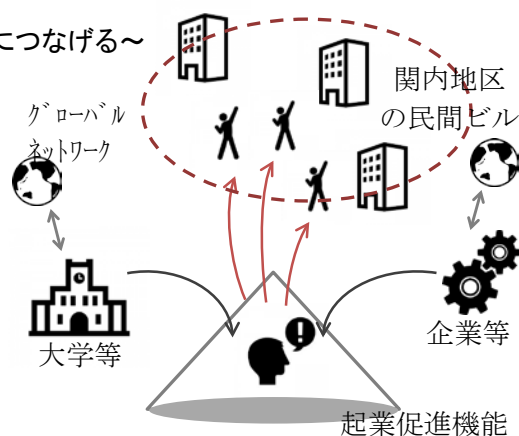 につなげる～
関内地区
の民間ビル
ｸﾞﾛｰﾊﾞﾙ
ﾈｯﾄﾜｰｸ
大学等
企業等
起業促進機能